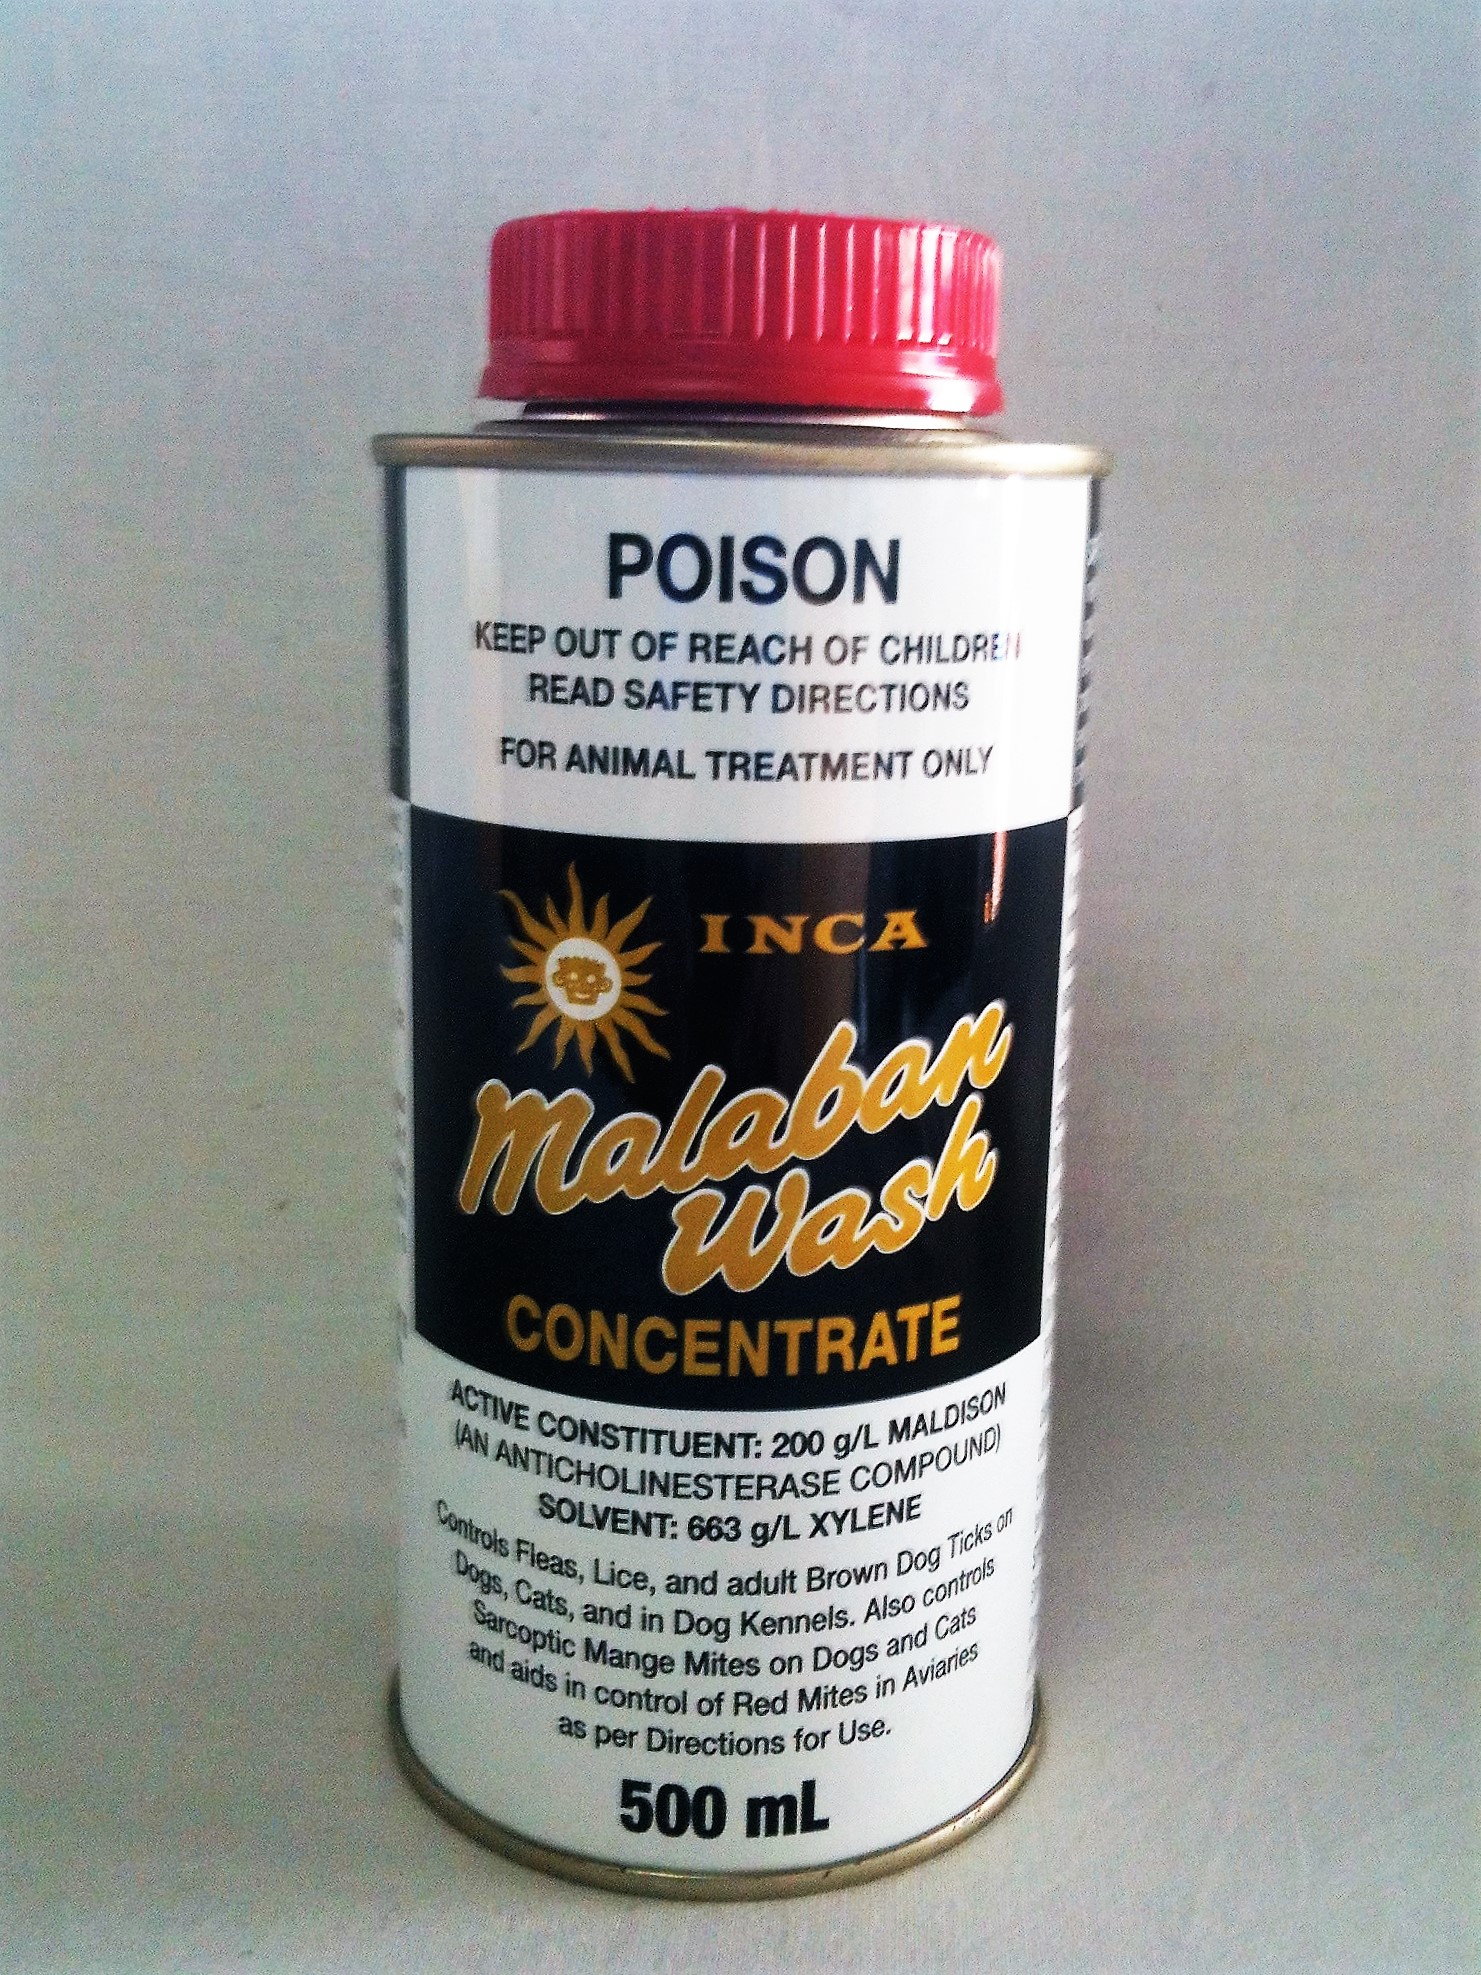 POISON
KEEP OUT OF REACH OF CHILDREN
READ SAFETY DIRECTIONS
FOR ANIMAL TREATMENT ONLY
INCA
Malaban
Wash
CONCENTRATE
ACTIVE CONSTITUENT: 200 g/L MALDISON
(AN ANTICHOLINESTERASE COMPOUND)
SOLVENT: 663 g/L XYLENE
Controls Fleas, Lice, and adult Brown Dog Ticks on
Dogs, Cats, and in Dog Kennels. Also controls
Sarcoptic Mange Mites on Dogs and Cats
and aids in control of Red Mites in Aviaries
as per Directions for Use.
500 mL